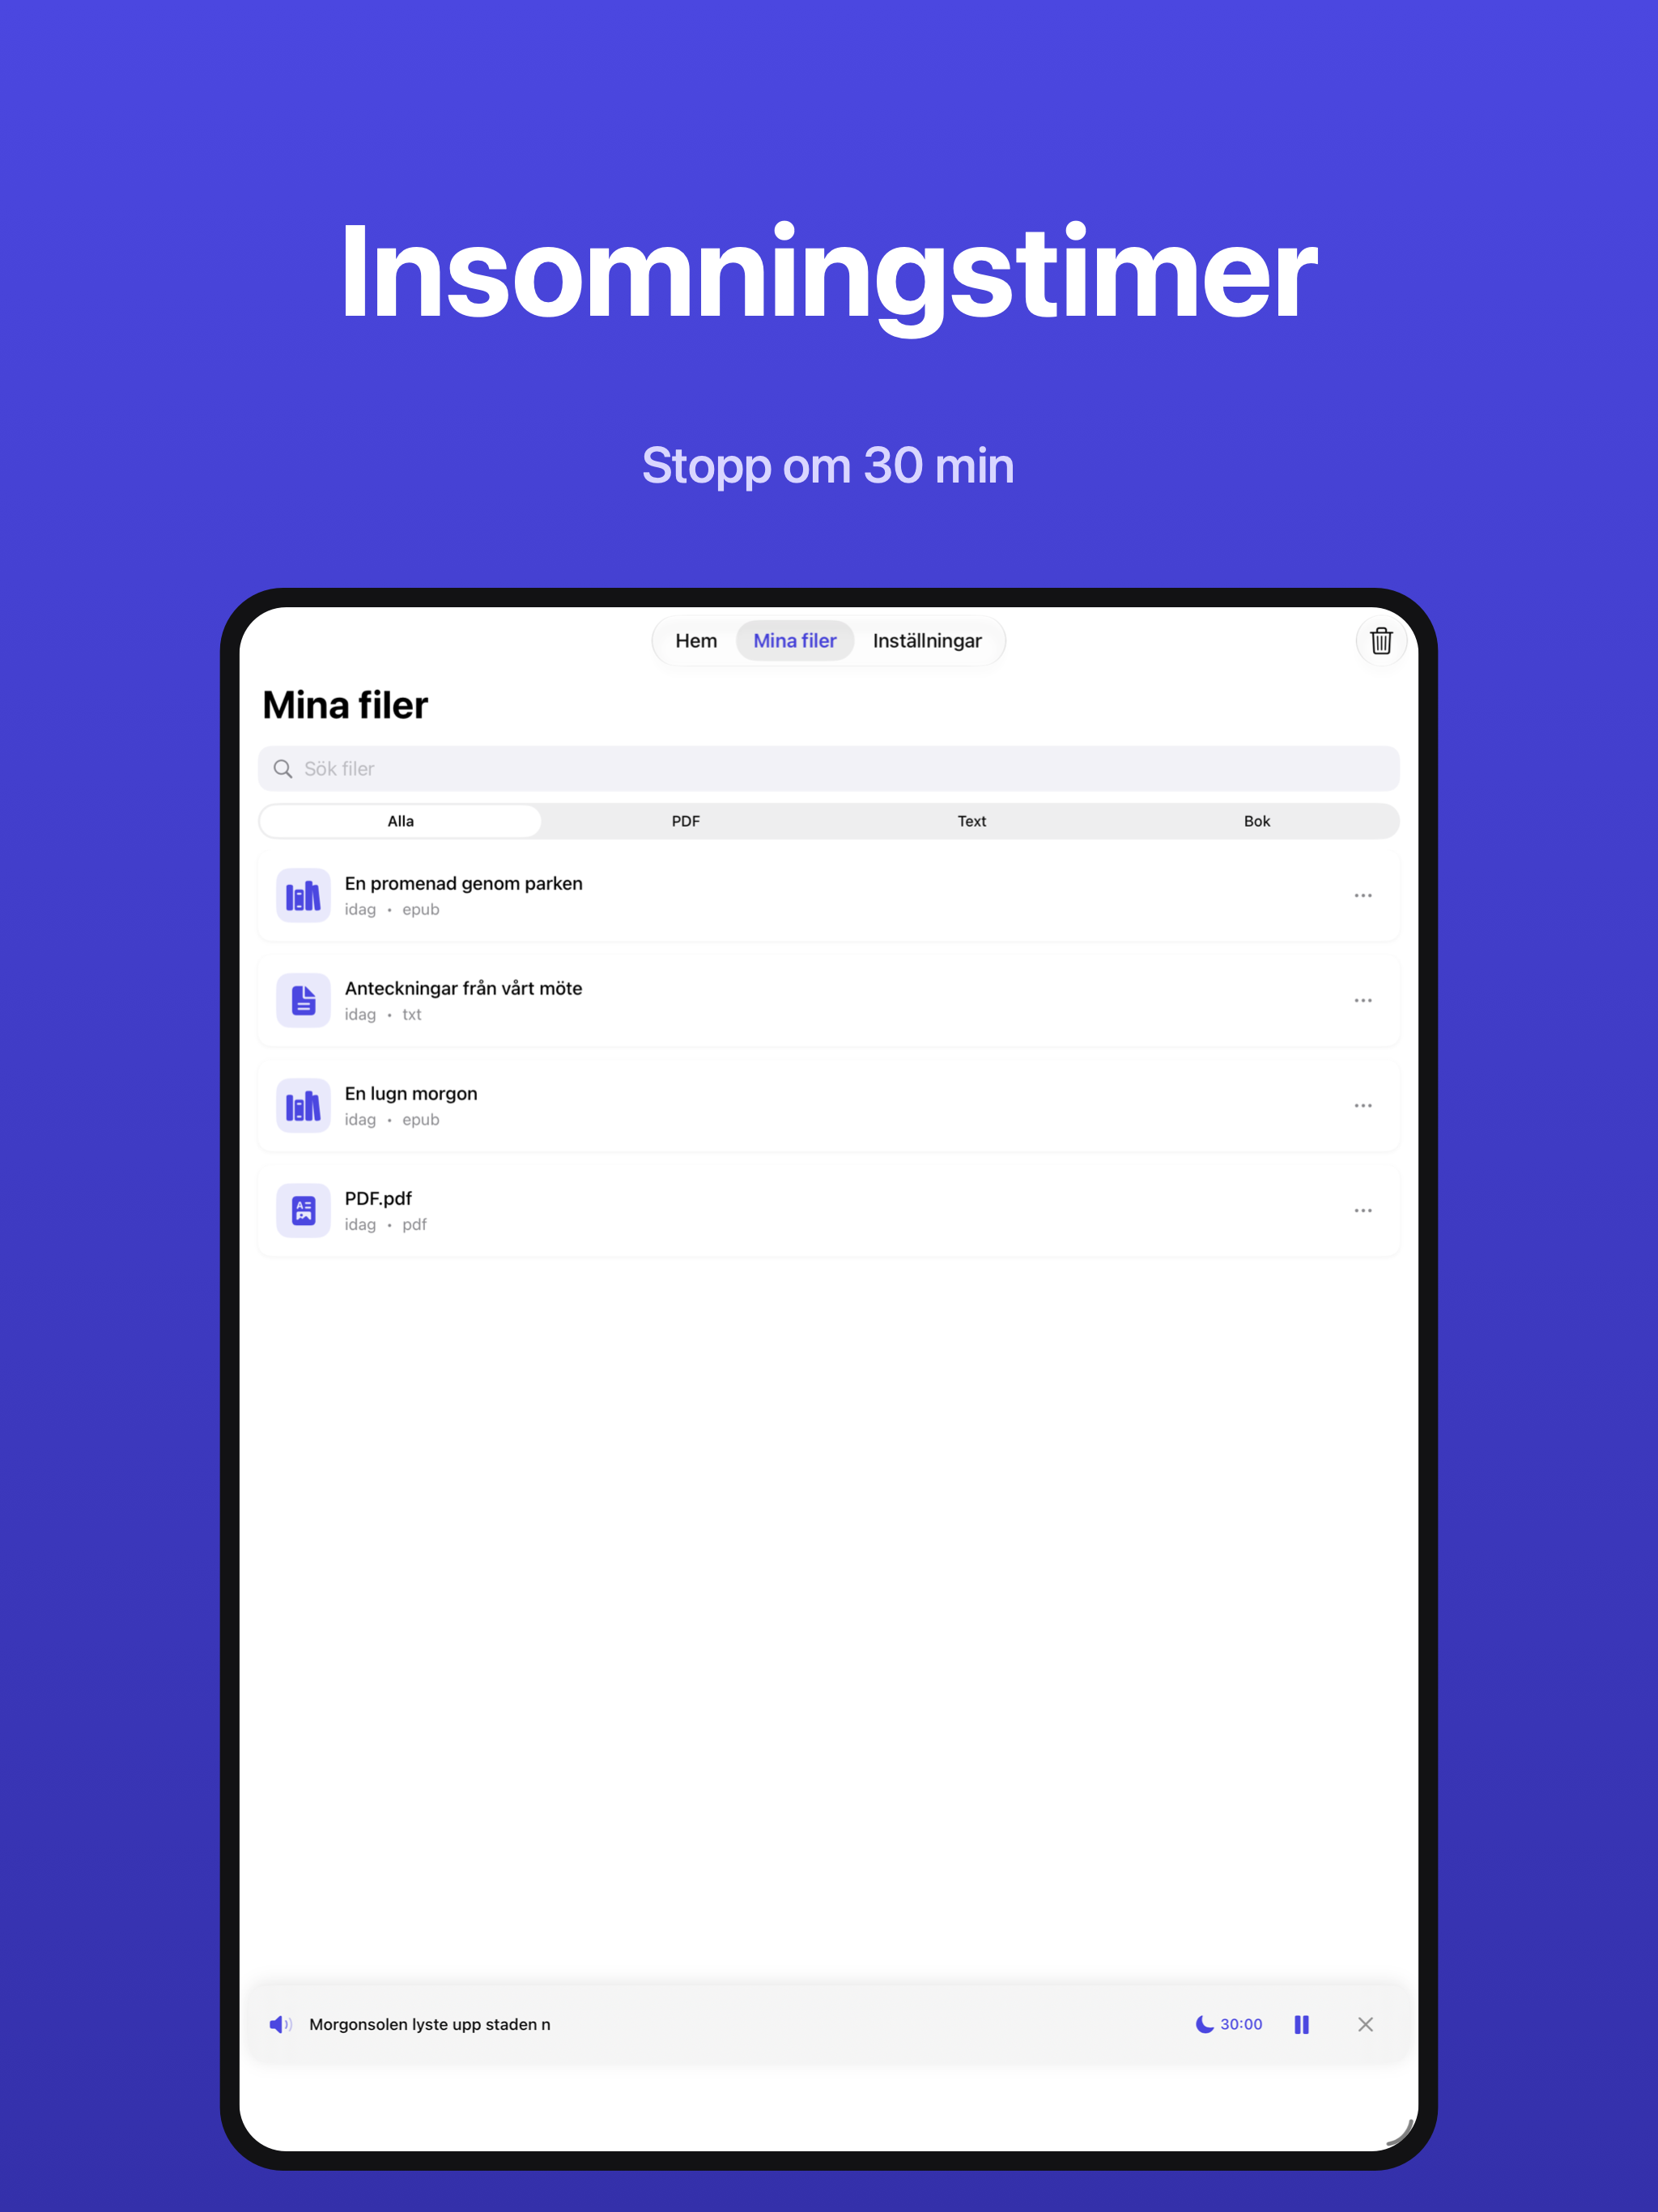 Insomningstimer
Stopp om 30 min
Hem Mina filer Inställningar
Mina filer
Sök filer
Alla PDF Text Bok
En promenad genom parken
idag • epub
Anteckningar från vårt möte
idag • txt
En lugn morgon
idag • epub
PDF.pdf
idag • pdf
Morgonsolen lyste upp staden n 30:00